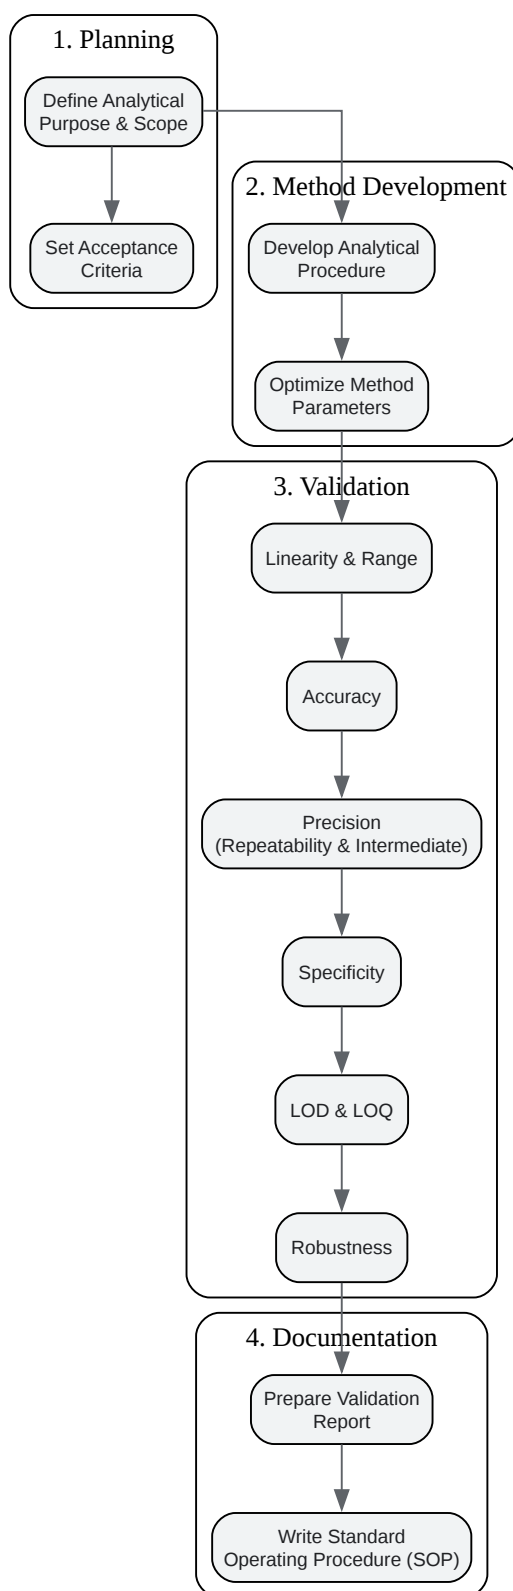 1. Planning
Define Analytical
Purpose & Scope
Set Acceptance
Criteria
2. Method Development
Develop Analytical
Procedure
Optimize Method
Parameters
3. Validation
Linearity & Range
Accuracy
Precision
(Repeatability & Intermediate)
Specificity
LOD & LOQ
Robustness
4. Documentation
Prepare Validation
Report
Write Standard
Operating Procedure (SOP)